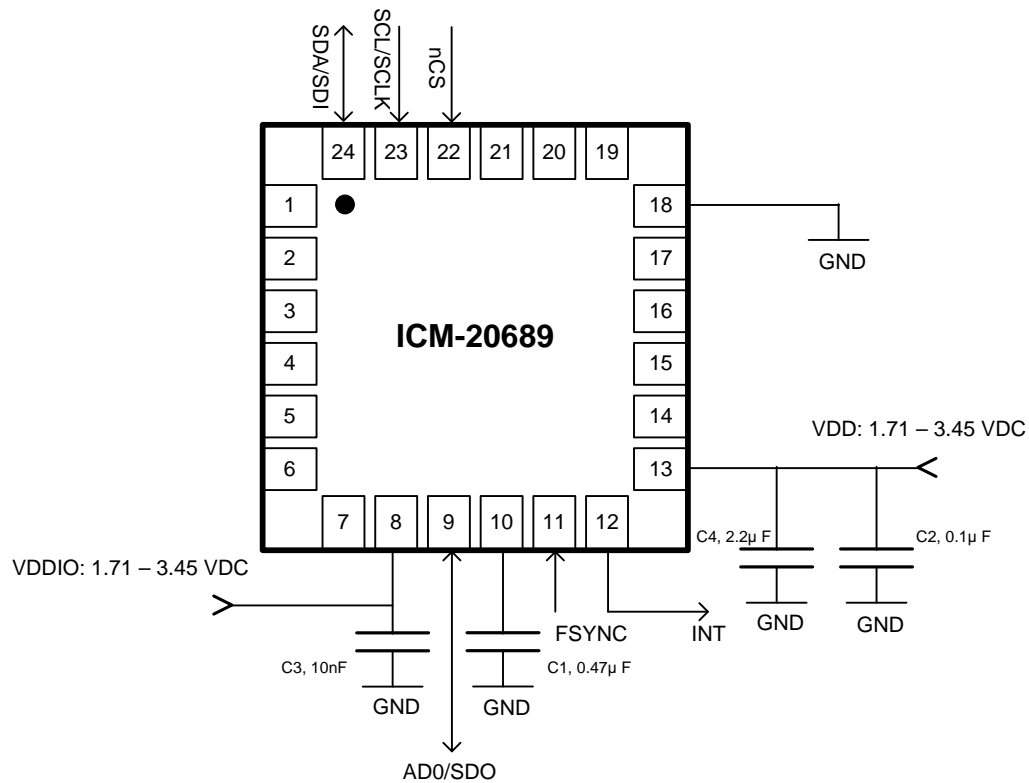 SDA/SDI
SCL/SCLK
nCS
24 23 22 21 20 19
1
2
3
4
5
6
18
17
16
15
14
13
ICM-20689
GND
VDD: 1.71 – 3.45 VDC
7 8 9 10 11 12
C4, 2.2µ F
C2, 0.1µ F
VDDIO: 1.71 – 3.45 VDC
GND
GND
FSYNC
INT
C3, 10nF
C1, 0.47µ F
GND
GND
AD0/SDO